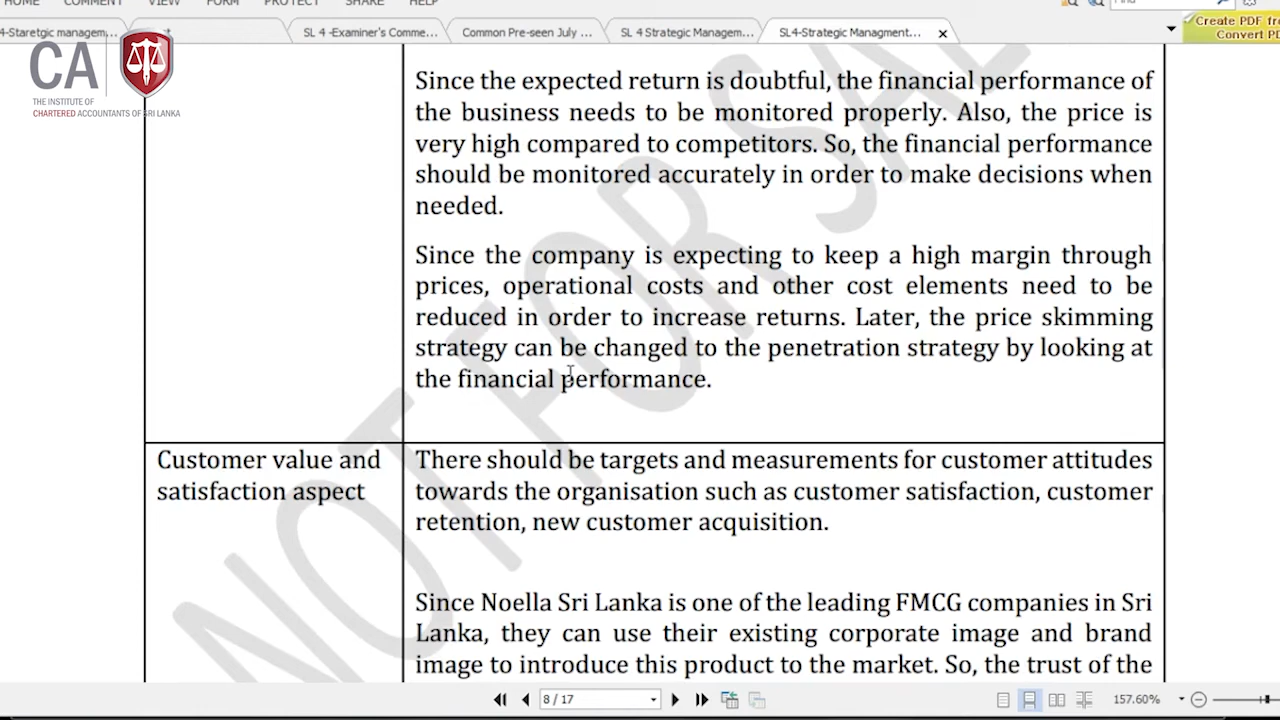 HOME COMMENT VIEW FORM PROTECT SHARE HELP
Find
4-Staretgic managem... SL 4 -Examiner's Comme... Common Pre-seen July ... SL 4 Strategic Managem... SL4-Strategic Managment...
Create PDF fro
Convert PD
CA
THE INSTITUTE OF
CHARTERED ACCOUNTANTS OF SRI LANKA
Since the expected return is doubtful, the financial performance of
the business needs to be monitored properly. Also, the price is
very high compared to competitors. So, the financial performance
should be monitored accurately in order to make decisions when
needed.
Since the company is expecting to keep a high margin through
prices, operational costs and other cost elements need to be
reduced in order to increase returns. Later, the price skimming
strategy can be changed to the penetration strategy by looking at
the financial performance.
Customer value and
satisfaction aspect
There should be targets and measurements for customer attitudes
towards the organisation such as customer satisfaction, customer
retention, new customer acquisition.
Since Noella Sri Lanka is one of the leading FMCG companies in Sri
Lanka, they can use their existing corporate image and brand
image to introduce this product to the market. So, the trust of the
NOT FOR SAL
8 / 17
157.60%